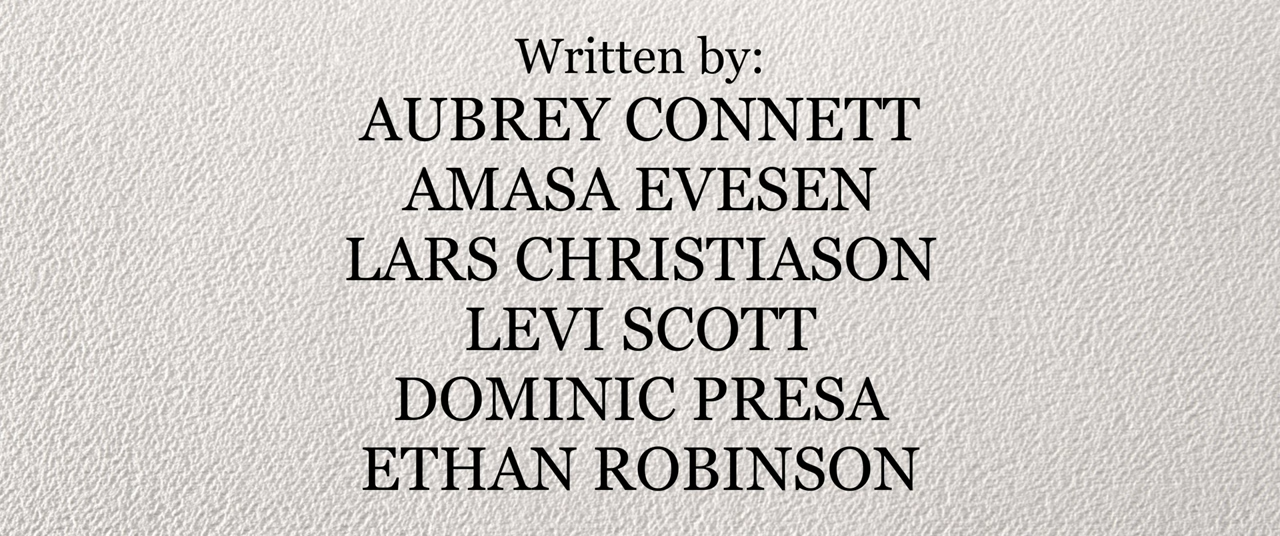 Written by:
AUBREY CONNETT
AMASA EVESEN
LARS CHRISTIASON
LEVI SCOTT
DOMINIC PRESA
ETHAN ROBINSON